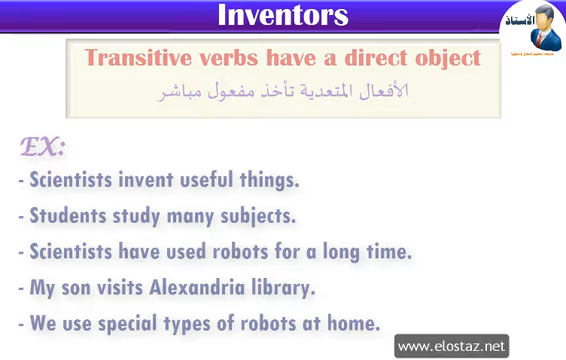 Inventors
الأستاذ
Transitive verbs have a direct object
الأفعال المتعدية تأخذ مفعول مباشر
EX:
- Scientists invent useful things.
- Students study many subjects.
- Scientists have used robots for a long time.
- My son visits Alexandria library.
- We use special types of robots at home.
www.elostaz.net